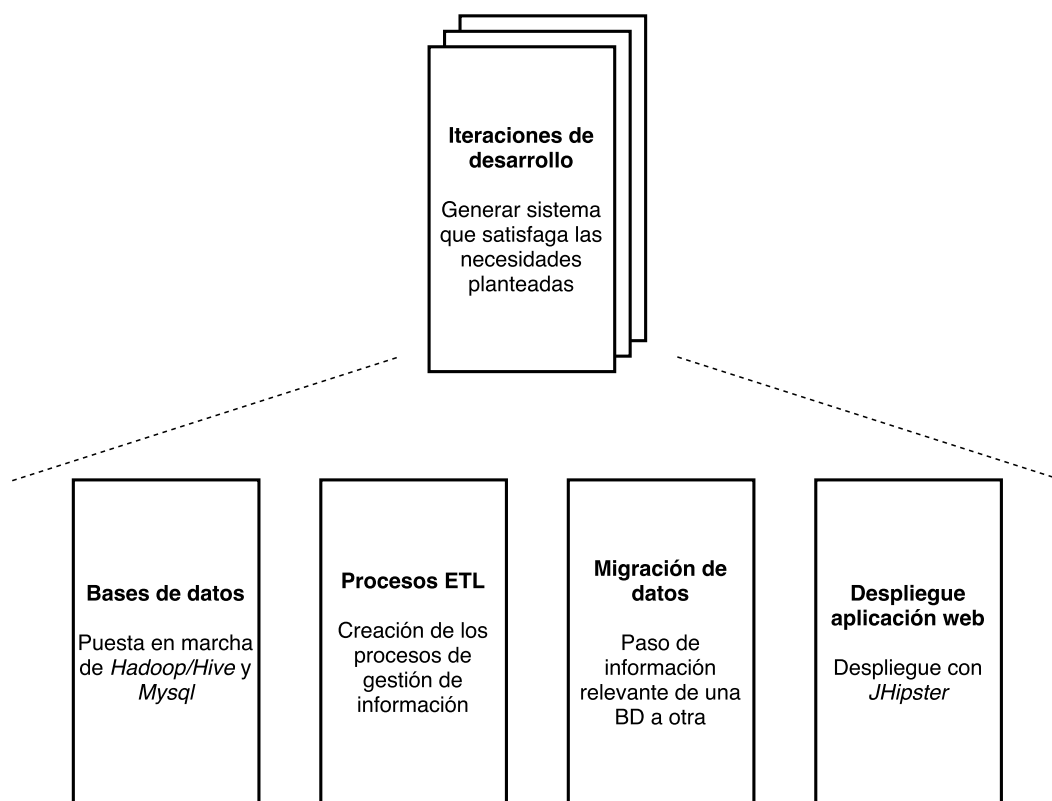 Iteraciones de
desarrollo
Generar sistema
que satisfaga las
necesidades
planteadas
Bases de datos
Puesta en marcha
de Hadoop/Hive y
Mysql
Procesos ETL
Creación de los
procesos de
gestión de
información
Migración de
datos
Paso de
información
relevante de una
BD a otra
Despliegue
aplicación web
Despliegue con
JHipster